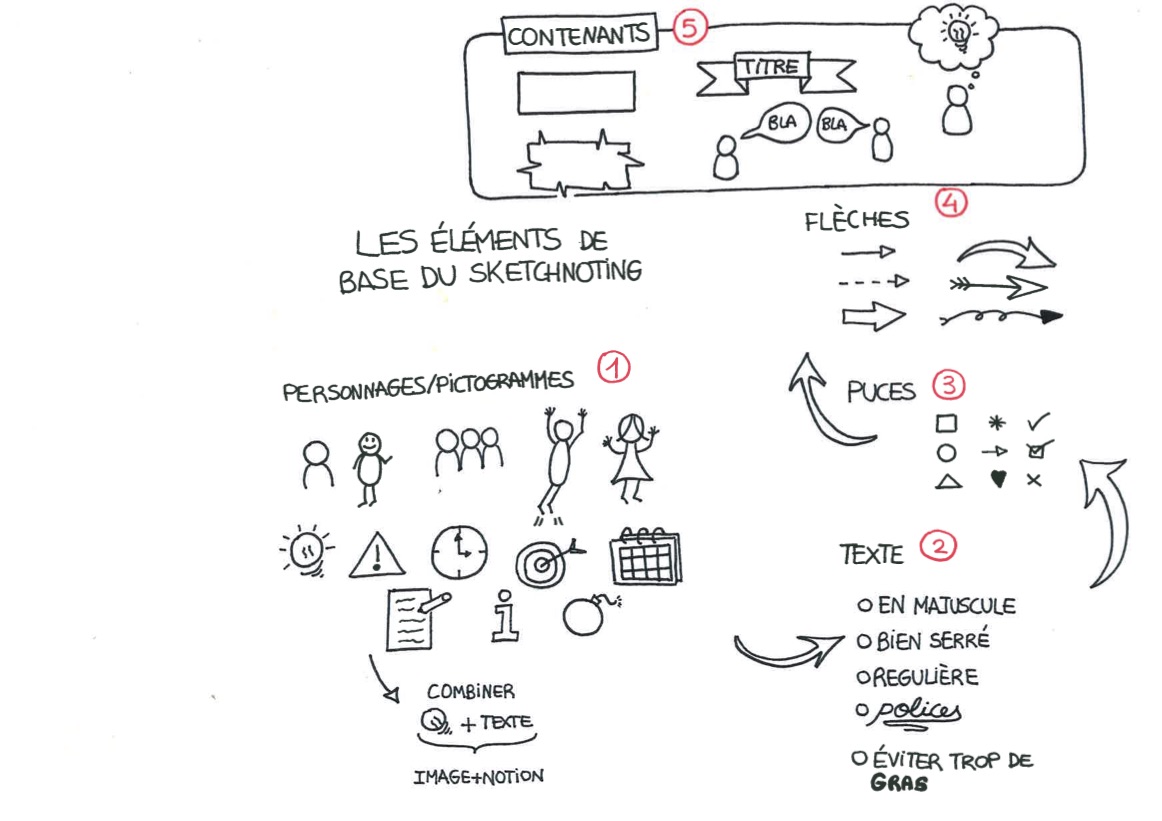 CONTENANTS 5
TITRE
BLA
BLA
LES ÉLÉMENTS DE
BASE DU SKETCHNOTING
PERSONNAGES/PICTOGRAMMES 1
COMBINER
+ TEXTE
IMAGE+NOTION
TEXTE 2
EN MAJUSCULE
BIEN SERRÉ
REGULIÈRE
polices
ÉVITER TROP DE
GRAS
PUCES 3
FLÈCHES 4